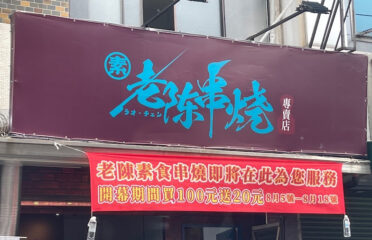 素 老陈串烧 專賣店
ラオ・チェン
老陳素食串燒即將在此為您服務
開幕期間買100元送20元